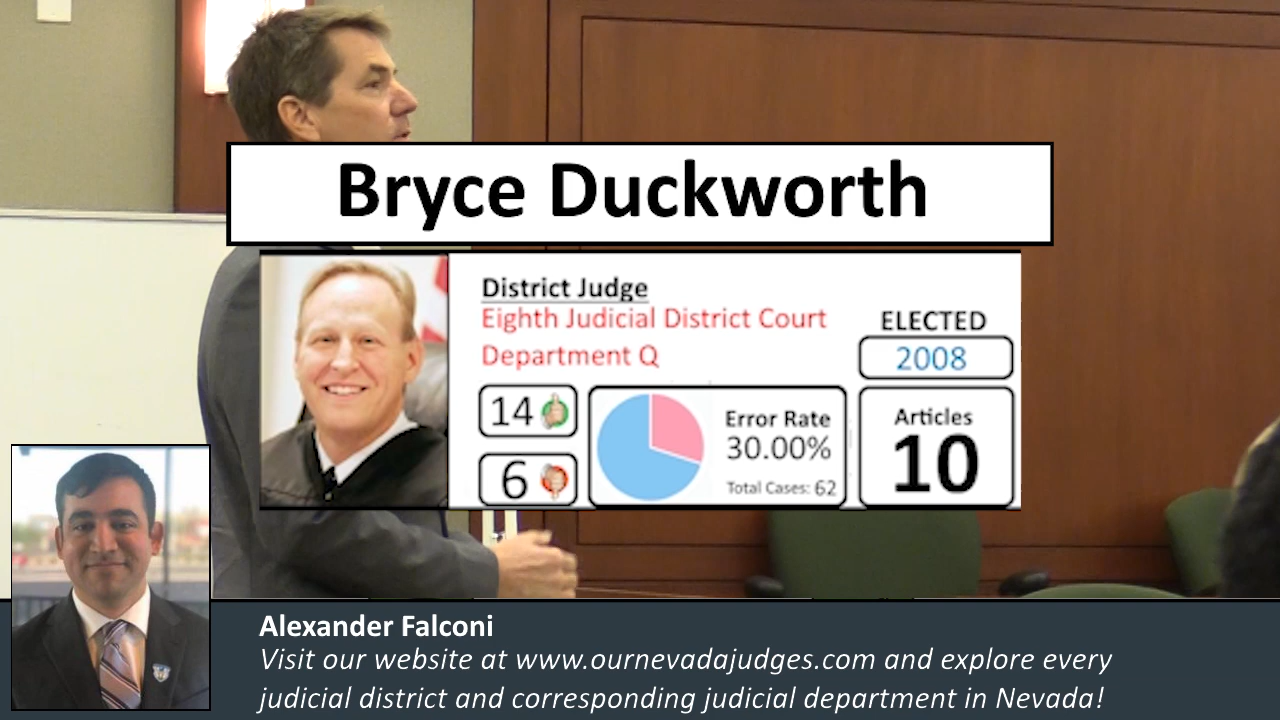 Bryce Duckworth
District Judge
Eighth Judicial District Court
Department Q
ELECTED
2008
14
6
Error Rate
30.00%
Total Cases: 62
Articles
10
Alexander Falconi
Visit our website at www.ournevadajudges.com and explore every
judicial district and corresponding judicial department in Nevada!